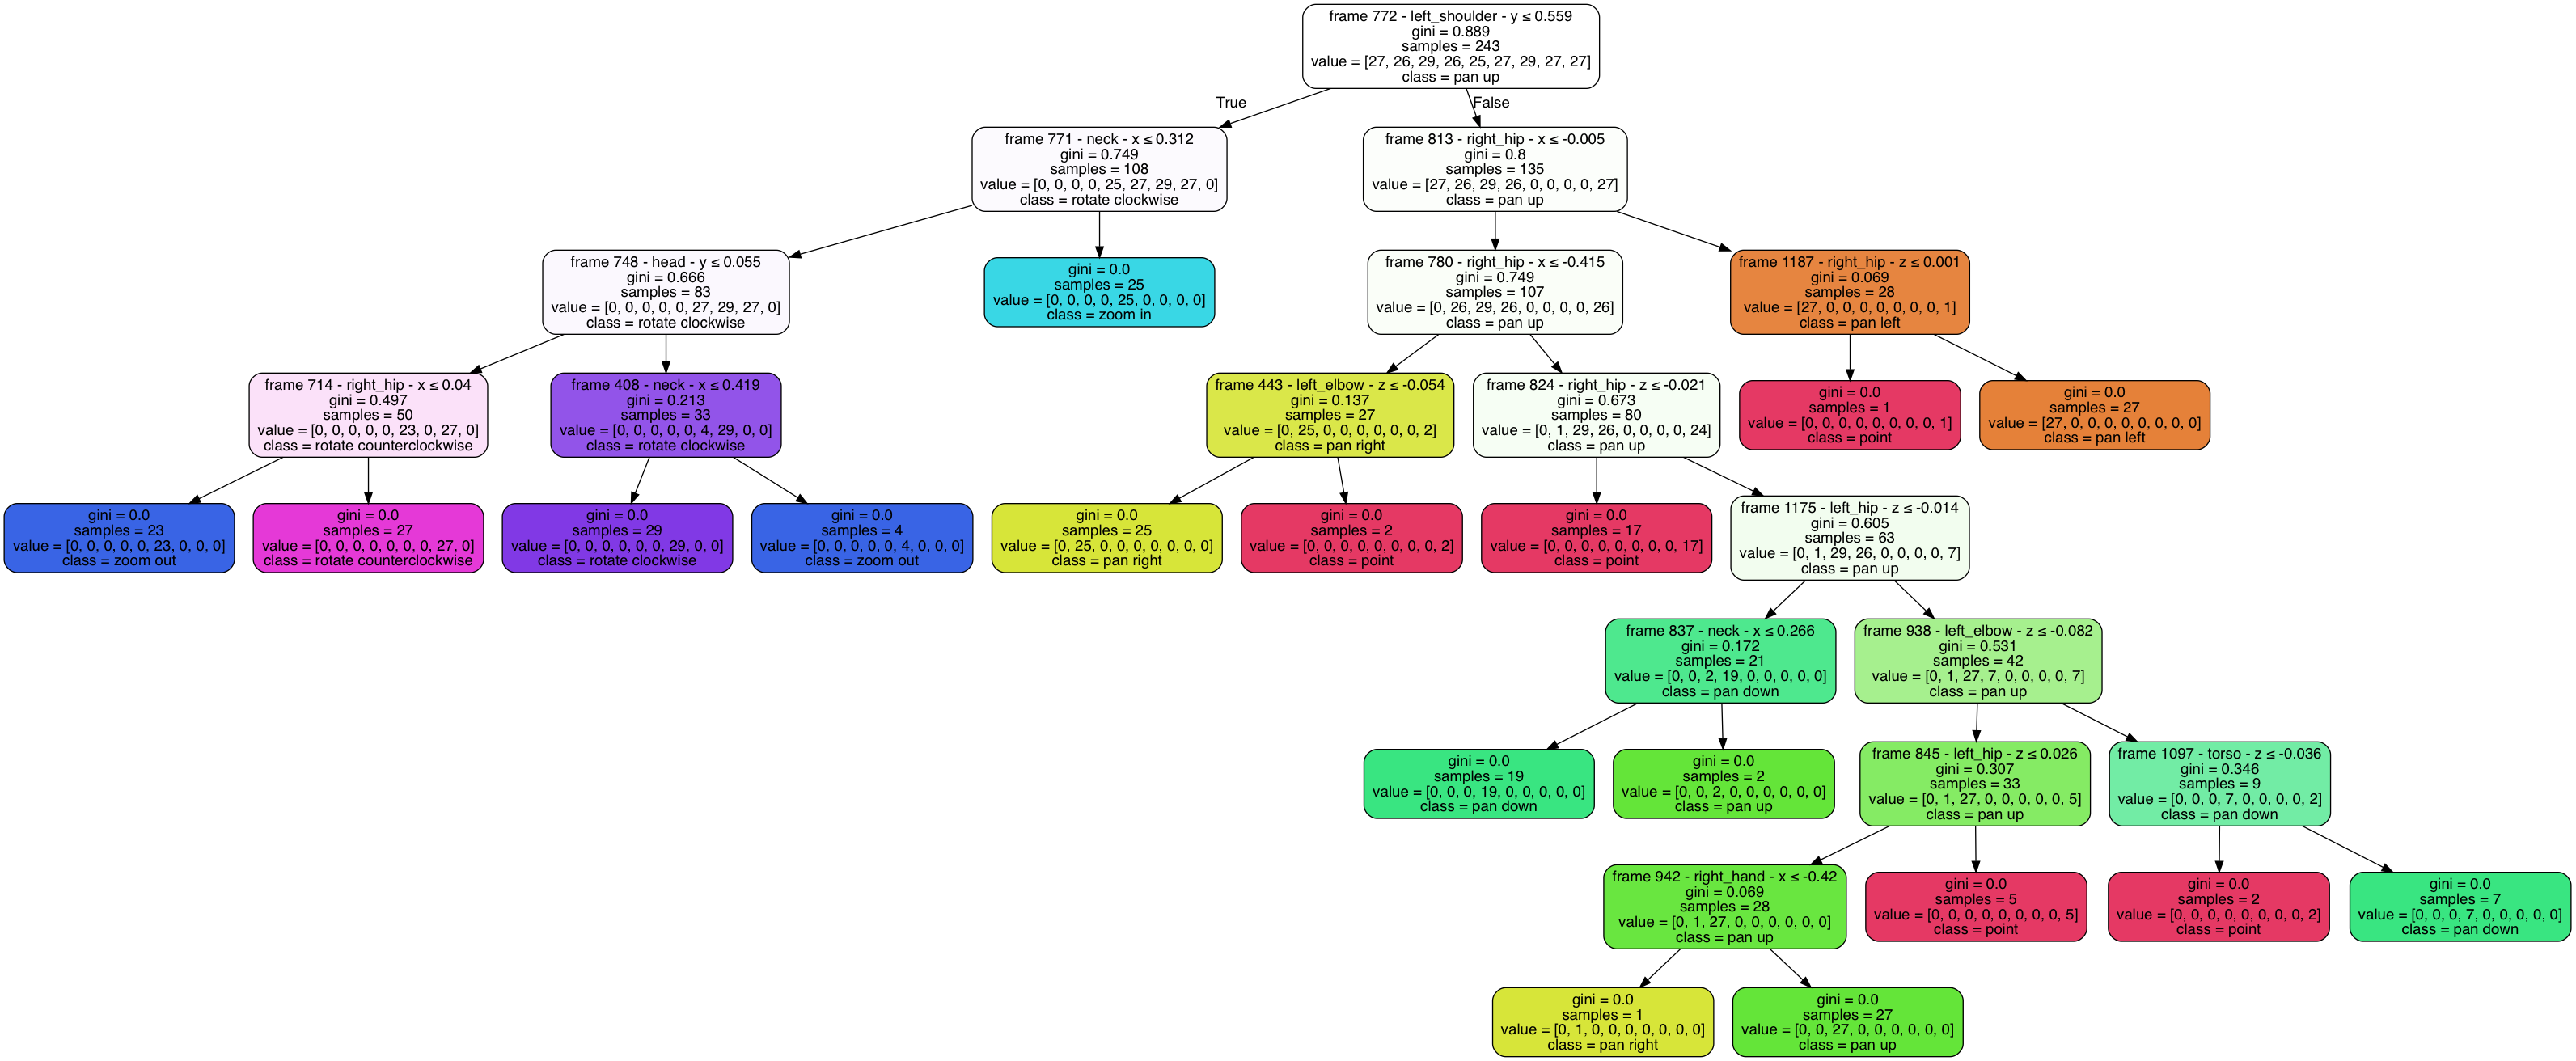 frame 772 - left_shoulder - y ≤ 0.559
gini = 0.889
samples = 243
value = [27, 26, 29, 26, 25, 27, 29, 27, 27]
class = pan up
True
False
frame 771 - neck - x ≤ 0.312
gini = 0.749
samples = 108
value = [0, 0, 0, 0, 25, 27, 29, 27, 0]
class = rotate clockwise
frame 813 - right_hip - x ≤ -0.005
gini = 0.8
samples = 135
value = [27, 26, 29, 26, 0, 0, 0, 0, 27]
class = pan up
frame 748 - head - y ≤ 0.055
gini = 0.666
samples = 83
value = [0, 0, 0, 0, 0, 27, 29, 27, 0]
class = rotate clockwise
gini = 0.0
samples = 25
value = [0, 0, 0, 0, 25, 0, 0, 0, 0]
class = zoom in
frame 780 - right_hip - x ≤ -0.415
gini = 0.749
samples = 107
value = [0, 26, 29, 26, 0, 0, 0, 0, 26]
class = pan up
frame 1187 - right_hip - z ≤ 0.001
gini = 0.069
samples = 28
value = [27, 0, 0, 0, 0, 0, 0, 0, 1]
class = pan left
frame 714 - right_hip - x ≤ 0.04
gini = 0.497
samples = 50
value = [0, 0, 0, 0, 0, 23, 0, 27, 0]
class = rotate counterclockwise
frame 408 - neck - x ≤ 0.419
gini = 0.213
samples = 33
value = [0, 0, 0, 0, 0, 4, 29, 0, 0]
class = rotate clockwise
frame 443 - left_elbow - z ≤ -0.054
gini = 0.137
samples = 27
value = [0, 25, 0, 0, 0, 0, 0, 0, 2]
class = pan right
frame 824 - right_hip - z ≤ -0.021
gini = 0.673
samples = 80
value = [0, 1, 29, 26, 0, 0, 0, 0, 24]
class = pan up
gini = 0.0
samples = 1
value = [0, 0, 0, 0, 0, 0, 0, 0, 1]
class = point
gini = 0.0
samples = 27
value = [27, 0, 0, 0, 0, 0, 0, 0, 0]
class = pan left
gini = 0.0
samples = 23
value = [0, 0, 0, 0, 0, 23, 0, 0, 0]
class = zoom out
gini = 0.0
samples = 27
value = [0, 0, 0, 0, 0, 0, 0, 27, 0]
class = rotate counterclockwise
gini = 0.0
samples = 29
value = [0, 0, 0, 0, 0, 0, 29, 0, 0]
class = rotate clockwise
gini = 0.0
samples = 4
value = [0, 0, 0, 0, 0, 4, 0, 0, 0]
class = zoom out
gini = 0.0
samples = 25
value = [0, 25, 0, 0, 0, 0, 0, 0, 0]
class = pan right
gini = 0.0
samples = 2
value = [0, 0, 0, 0, 0, 0, 0, 0, 2]
class = point
gini = 0.0
samples = 17
value = [0, 0, 0, 0, 0, 0, 0, 0, 17]
class = point
frame 1175 - left_hip - z ≤ -0.014
gini = 0.605
samples = 63
value = [0, 1, 29, 26, 0, 0, 0, 0, 7]
class = pan up
frame 837 - neck - x ≤ 0.266
gini = 0.172
samples = 21
value = [0, 0, 2, 19, 0, 0, 0, 0, 0]
class = pan down
frame 938 - left_elbow - z ≤ -0.082
gini = 0.531
samples = 42
value = [0, 1, 27, 7, 0, 0, 0, 0, 7]
class = pan up
gini = 0.0
samples = 19
value = [0, 0, 0, 19, 0, 0, 0, 0, 0]
class = pan down
gini = 0.0
samples = 2
value = [0, 0, 2, 0, 0, 0, 0, 0, 0]
class = pan up
frame 845 - left_hip - z ≤ 0.026
gini = 0.307
samples = 33
value = [0, 1, 27, 0, 0, 0, 0, 0, 5]
class = pan up
frame 1097 - torso - z ≤ -0.036
gini = 0.346
samples = 9
value = [0, 0, 0, 7, 0, 0, 0, 0, 2]
class = pan down
frame 942 - right_hand - x ≤ -0.42
gini = 0.069
samples = 28
value = [0, 1, 27, 0, 0, 0, 0, 0, 0]
class = pan up
gini = 0.0
samples = 5
value = [0, 0, 0, 0, 0, 0, 0, 0, 5]
class = point
gini = 0.0
samples = 2
value = [0, 0, 0, 0, 0, 0, 0, 0, 2]
class = point
gini = 0.0
samples = 7
value = [0, 0, 0, 7, 0, 0, 0, 0, 0]
class = pan down
gini = 0.0
samples = 1
value = [0, 1, 0, 0, 0, 0, 0, 0, 0]
class = pan right
gini = 0.0
samples = 27
value = [0, 0, 27, 0, 0, 0, 0, 0, 0]
class = pan up